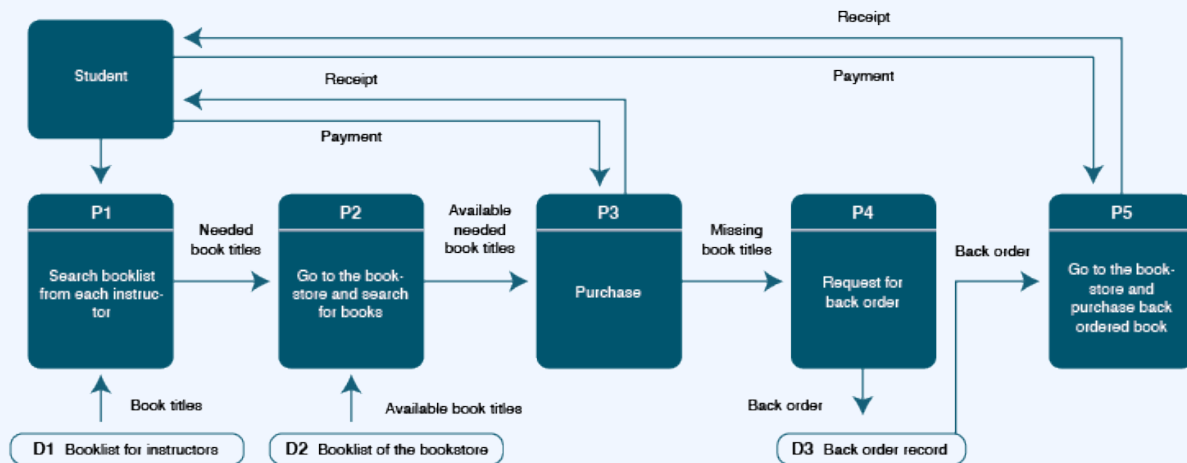 Receipt
Student
Receipt
Payment
Payment
P1
Search booklist
from each instruc-
tor
Needed
book titles
P2
Go to the book-
store and search
for books
Available
needed
book titles
P3
Purchase
Missing
book titles
P4
Request for
back order
Back order
P5
Go to the book-
store and
purchase back
ordered book
Book titles
Available book titles
Back order
D1 Booklist for instructors
D2 Booklist of the bookstore
D3 Back order record